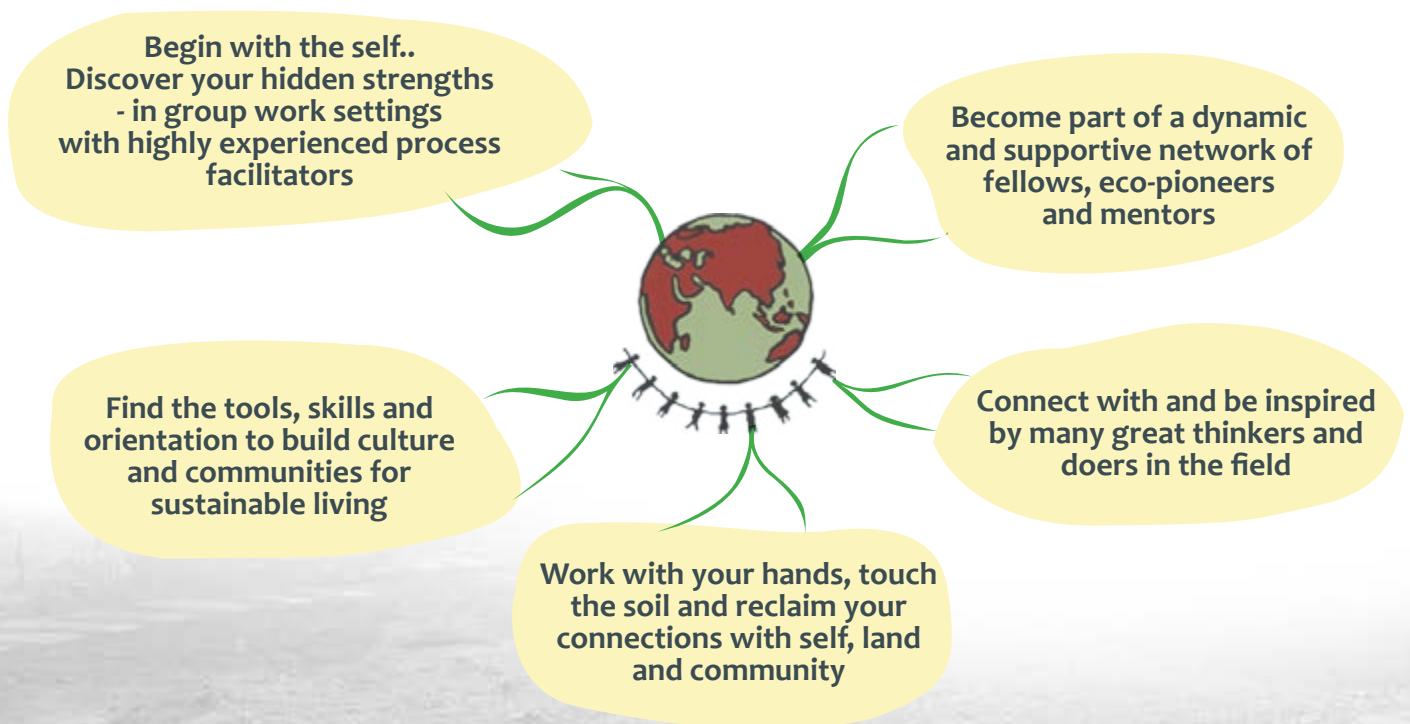 Begin with the self..
Discover your hidden strengths
- in group work settings
with highly experienced process
facilitators
Become part of a dynamic
and supportive network of
fellows, eco-pioneers
and mentors
Find the tools, skills and
orientation to build culture
and communities for
sustainable living
Connect with and be inspired
by many great thinkers and
doers in the field
Work with your hands, touch
the soil and reclaim your
connections with self, land
and community